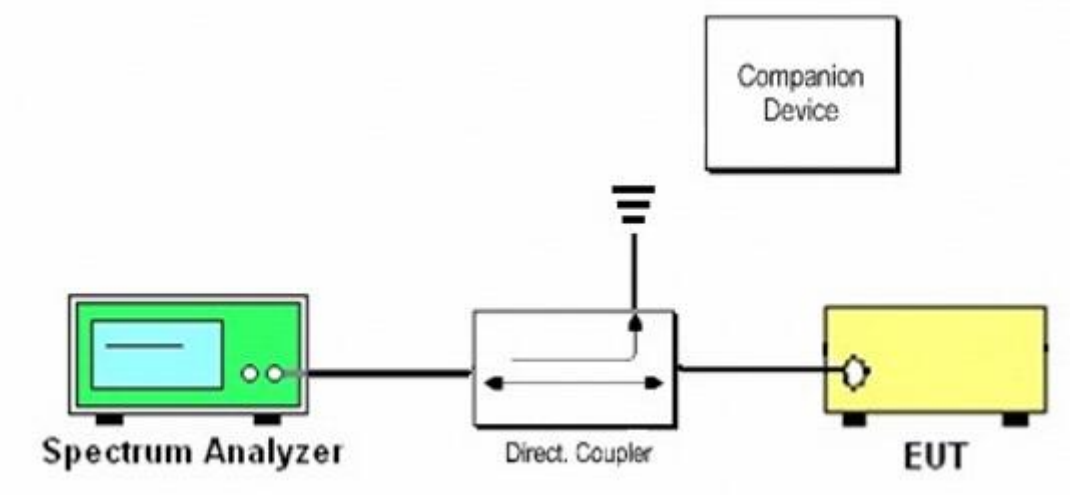 Companion
Device
Spectrum Analyzer
Direct. Coupler
EUT